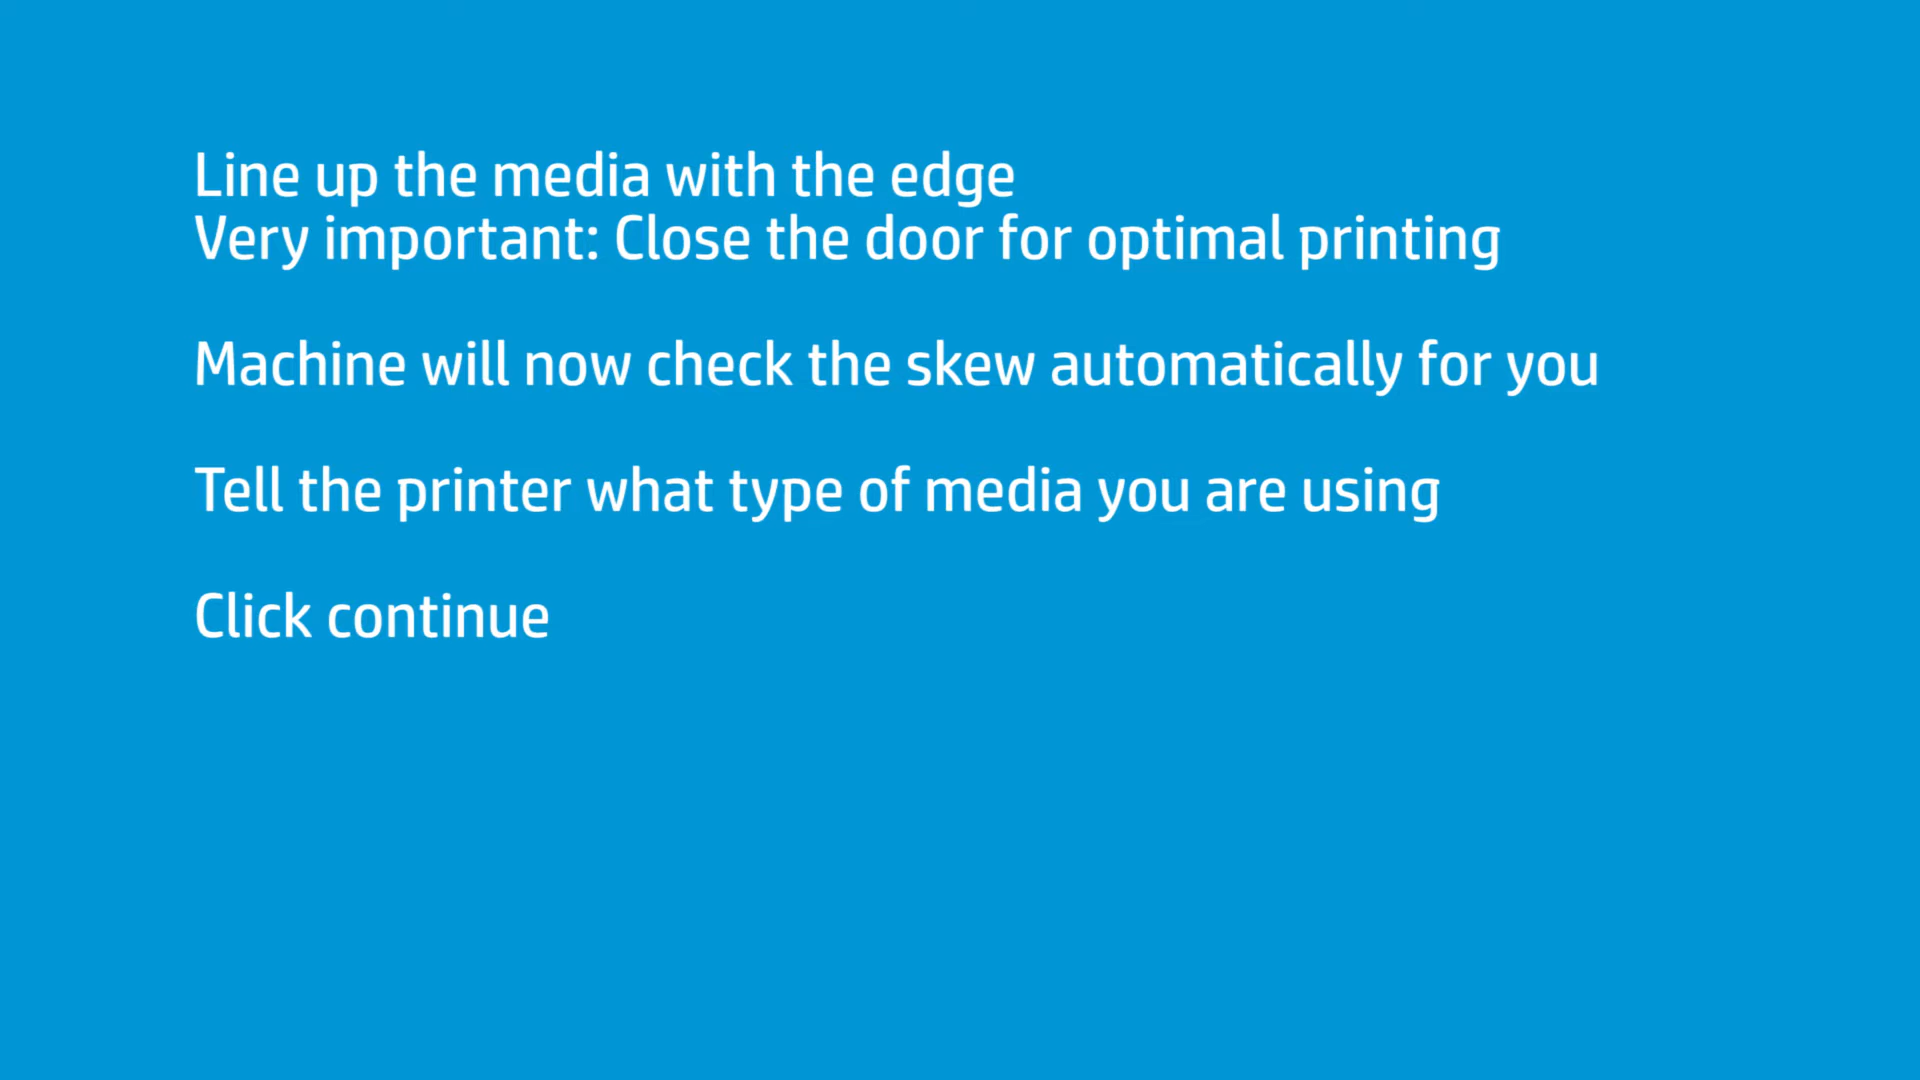 Line up the media with the edge
Very important: Close the door for optimal printing
Machine will now check the skew automatically for you
Tell the printer what type of media you are using
Click continue